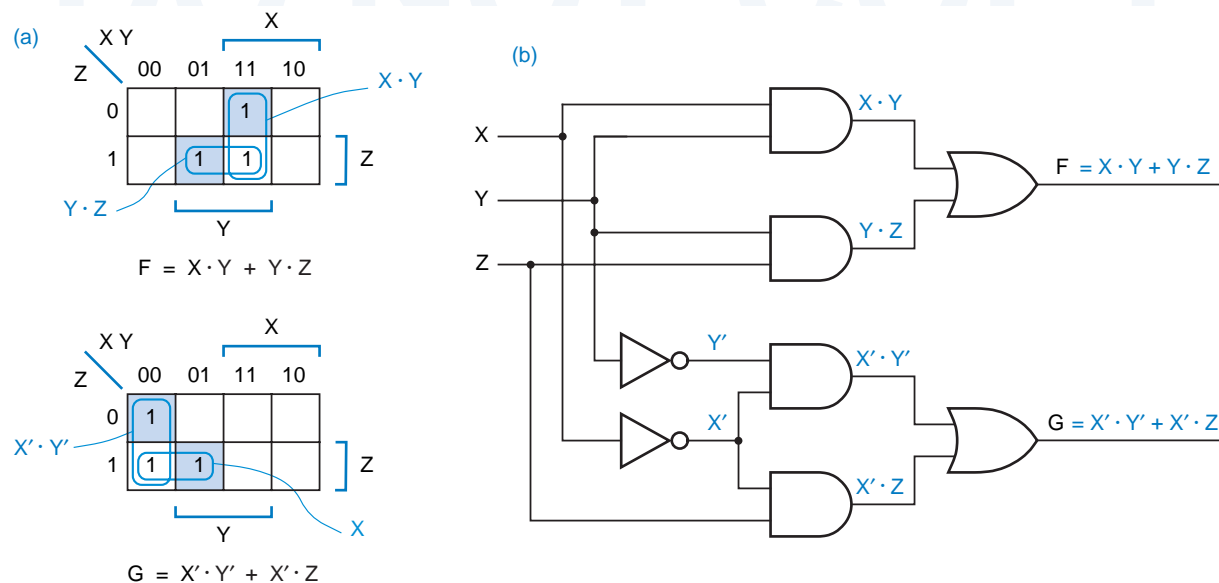 (a)
X Y
X
Z
00 01 11 10
X · Y
0
1
1
1 1
Z
Y · Z
Y
F = X · Y + Y · Z
X Y
X
Z
00 01 11 10
0
1
X′ · Y′
1
1 1
Z
Y
X
G = X′ · Y′ + X′ · Z
(b)
X
Y
Z
X · Y
Y · Z
F = X · Y + Y · Z
Y′
X′
X′ · Y′
X′ · Z
G = X′ · Y′ + X′ · Z